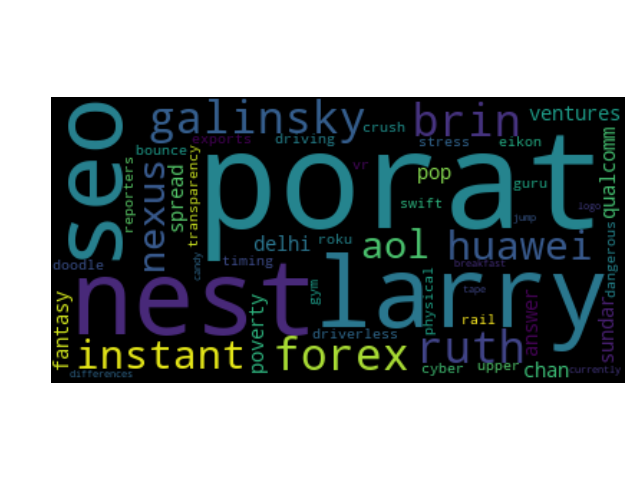 seo
galinsky
brin
ventures
crush
exports
driving
stress
eikon
bounce
reporters
nexus
spread
transparency
porat
vr
pop
guru
qualcomm
swift
logo
jump
delhi
roku
aol
huawei
dangerous
doodle
candy
timing
breakfast
nest
larry
gym
physical
tape
fantasy
poverty
rail
answer
sundar
driverless
instant
forex
ruth
cyber
upper
chan
currently
differences